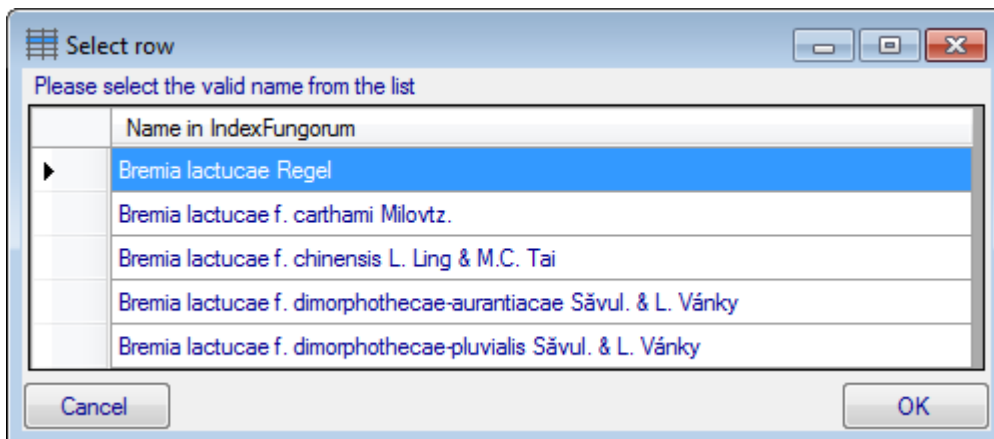 Select row
Please select the valid name from the list
Name in IndexFungorum
Bremia lactucae Regel
Bremia lactucae f. carthami Milovtz.
Bremia lactucae f. chinensis L. Ling & M.C. Tai
Bremia lactucae f. dimorphothecae-aurantiacae Săvul. & L. Vánky
Bremia lactucae f. dimorphothecae-pluvialis Săvul. & L. Vánky
Cancel OK